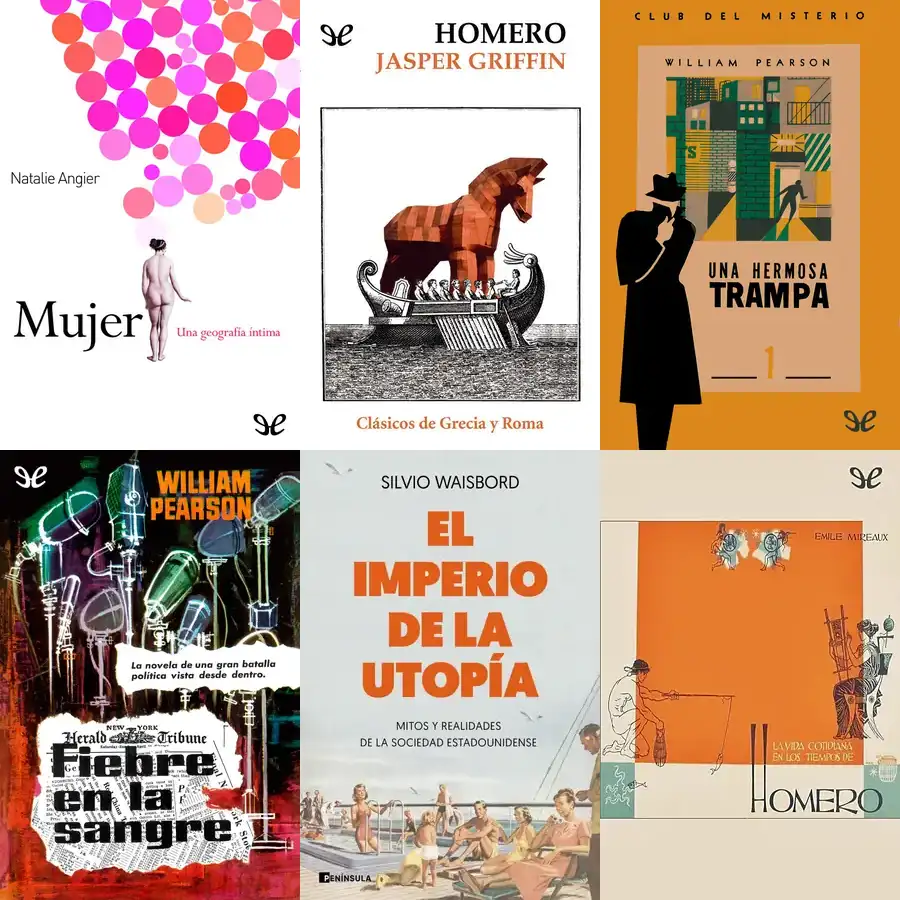 Natalie Angier
Mujer
Una geografía íntima
HOMERO
JASPER GRIFFIN
Clásicos de Grecia y Roma
CLUB DEL MISTERIO
WILLIAM PEARSON
UNA HERMOSA
TRAMPA
1
WILLIAM
PEARSON
La novela de una gran batalla
política vista desde dentro.
NEW YORK
Herald Tribune
Fiebre
en la
sangre
SILVIO WAISBORD
EL
IMPERIO
DE LA
UTOPÍA
MITOS Y REALIDADES
DE LA SOCIEDAD ESTADOUNIDENSE
PENÍNSULA
EMILE MIREAUX
LA VIDA COTIDIANA
EN LOS TIEMPOS DE
HOMERO